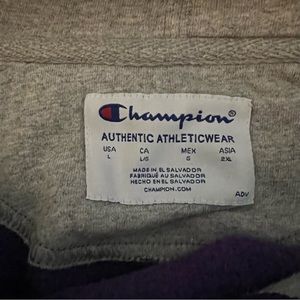 Champion®
AUTHENTIC ATHLETICWEAR
USA CA MEX ASIA
L L/G G 2XL
MADE IN EL SALVADOR
FABRIQUÉ AU SALVADOR
HECHO EN EL SALVADOR
CHAMPION.COM
ADV